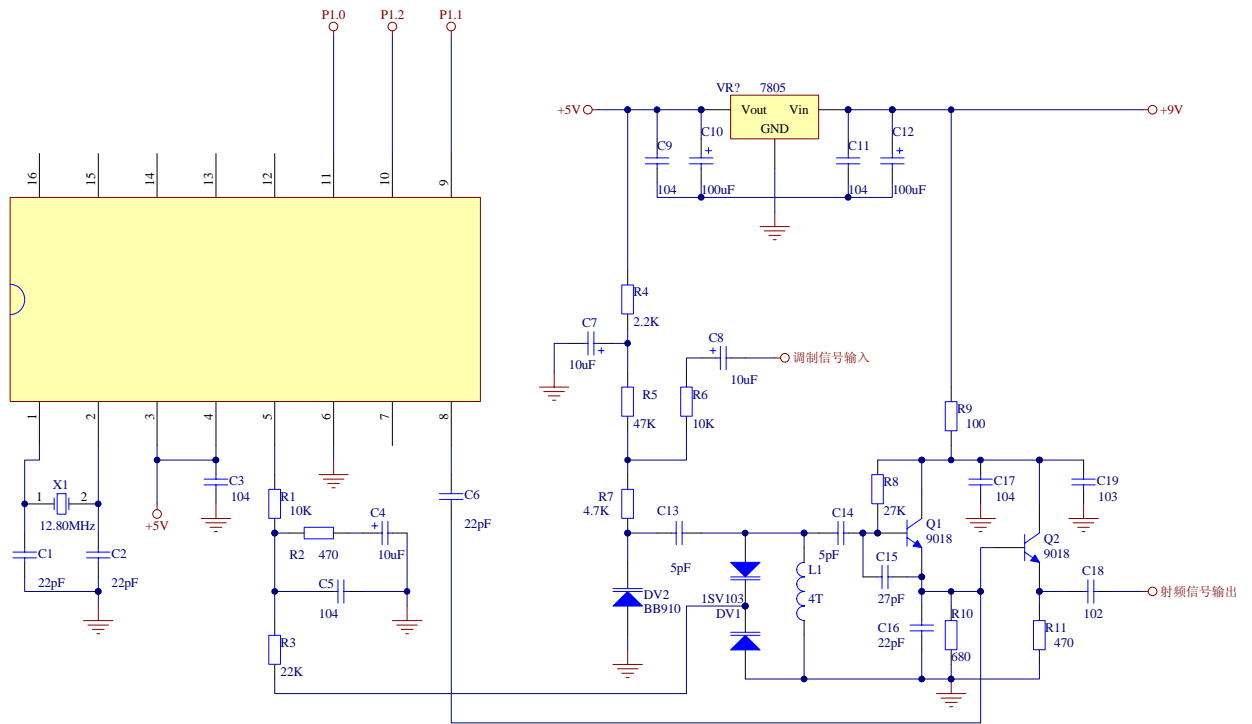 P1.0 P1.2 P1.1
VR? 7805
+5V Vout Vin +9V
GND
C9 C10 + C11 C12 +
104 100uF 104 100uF
16 15 14 13 12 11 10 9
R4
2.2K
C7 +
10uF
C8 +
10uF
调制信号输入
R5
47K
R6
10K
R9
100
1 2 3 4 5 6 7 8
X1
1 2
12.80MHz
+5V
C3
104
R1
10K
C6
22pF
R7
4.7K
R8
27K
C17
104
C19
103
C1
22pF
C2
22pF
R2 470
C4 +
10uF
C5
104
C13
5pF
C14
5pF
Q1
9018
Q2
9018
C15
27pF
L1
4T
DV2
BB910
1SV103
DV1
C18
102
射频信号输出
C16
22pF
R10
680
R11
470
R3
22K